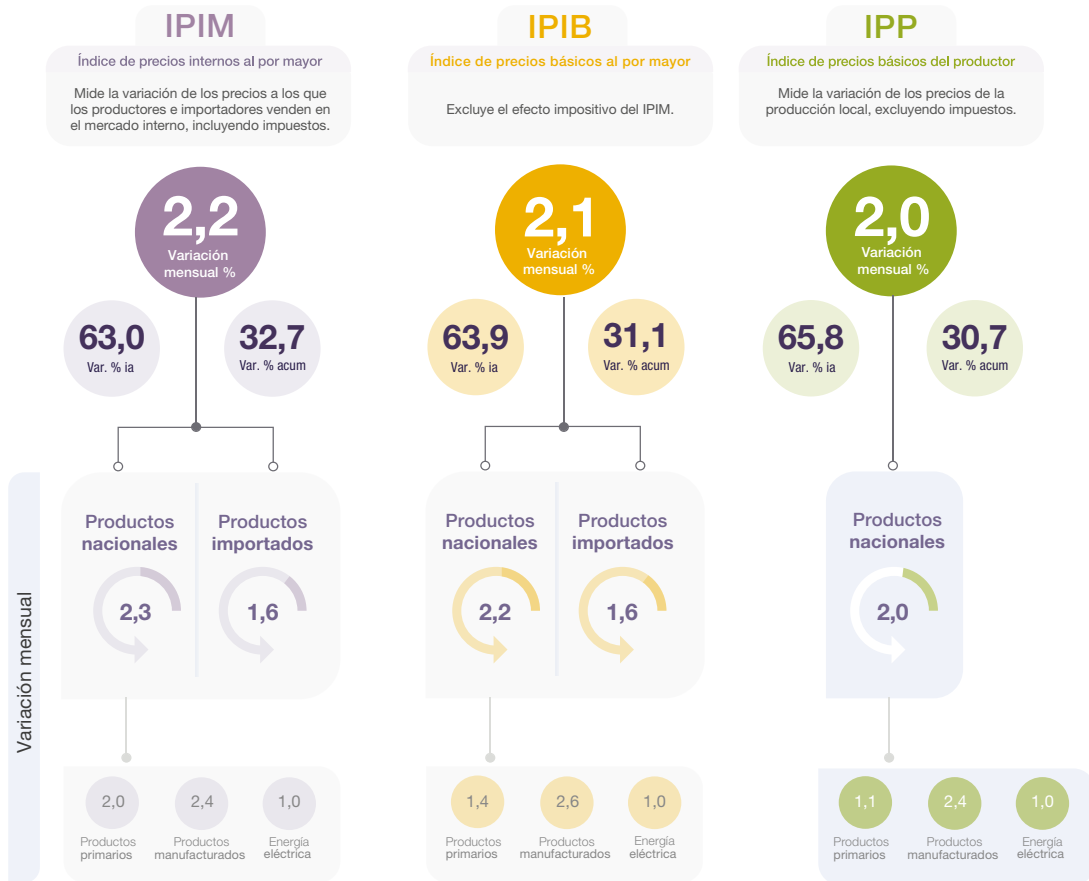 IPIM
Índice de precios internos al por mayor
Mide la variación de los precios a los que
los productores e importadores venden en
el mercado interno, incluyendo impuestos.
2,2
Variación
mensual %
63,0
Var. % ia
32,7
Var. % acum
IPIB
Índice de precios básicos al por mayor
Excluye el efecto impositivo del IPIM.
2,1
Variación
mensual %
63,9
Var. % ia
31,1
Var. % acum
IPP
Índice de precios básicos del productor
Mide la variación de los precios de la
producción local, excluyendo impuestos.
2,0
Variación
mensual %
65,8
Var. % ia
30,7
Var. % acum
Variación mensual
Productos
nacionales
2,3
Productos
importados
1,6
2,0
Productos
primarios
2,4
Productos
manufacturados
1,0
Energía
eléctrica
Productos
nacionales
2,2
Productos
importados
1,6
1,4
Productos
primarios
2,6
Productos
manufacturados
1,0
Energía
eléctrica
Productos
nacionales
2,0
1,1
Productos
primarios
2,4
Productos
manufacturados
1,0
Energía
eléctrica